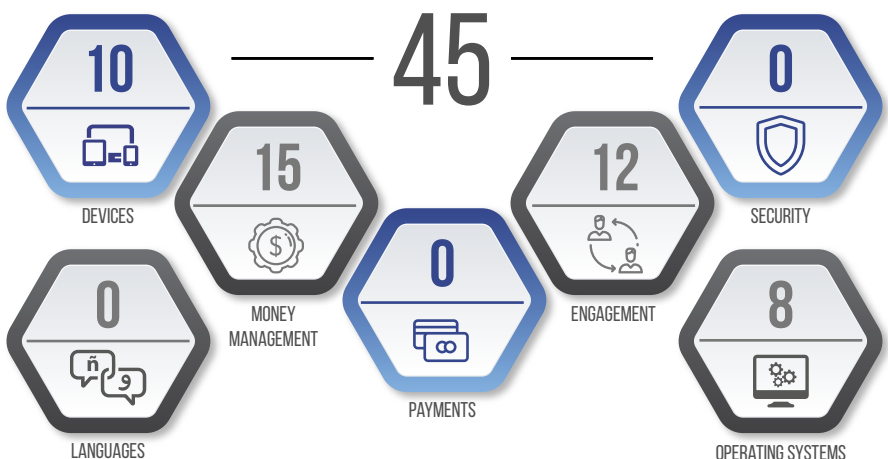 45
10
DEVICES
0
SECURITY
15
$
MONEY
MANAGEMENT
12
ENGAGEMENT
0
PAYMENTS
0
ñ
و
LANGUAGES
8
OPERATING SYSTEMS